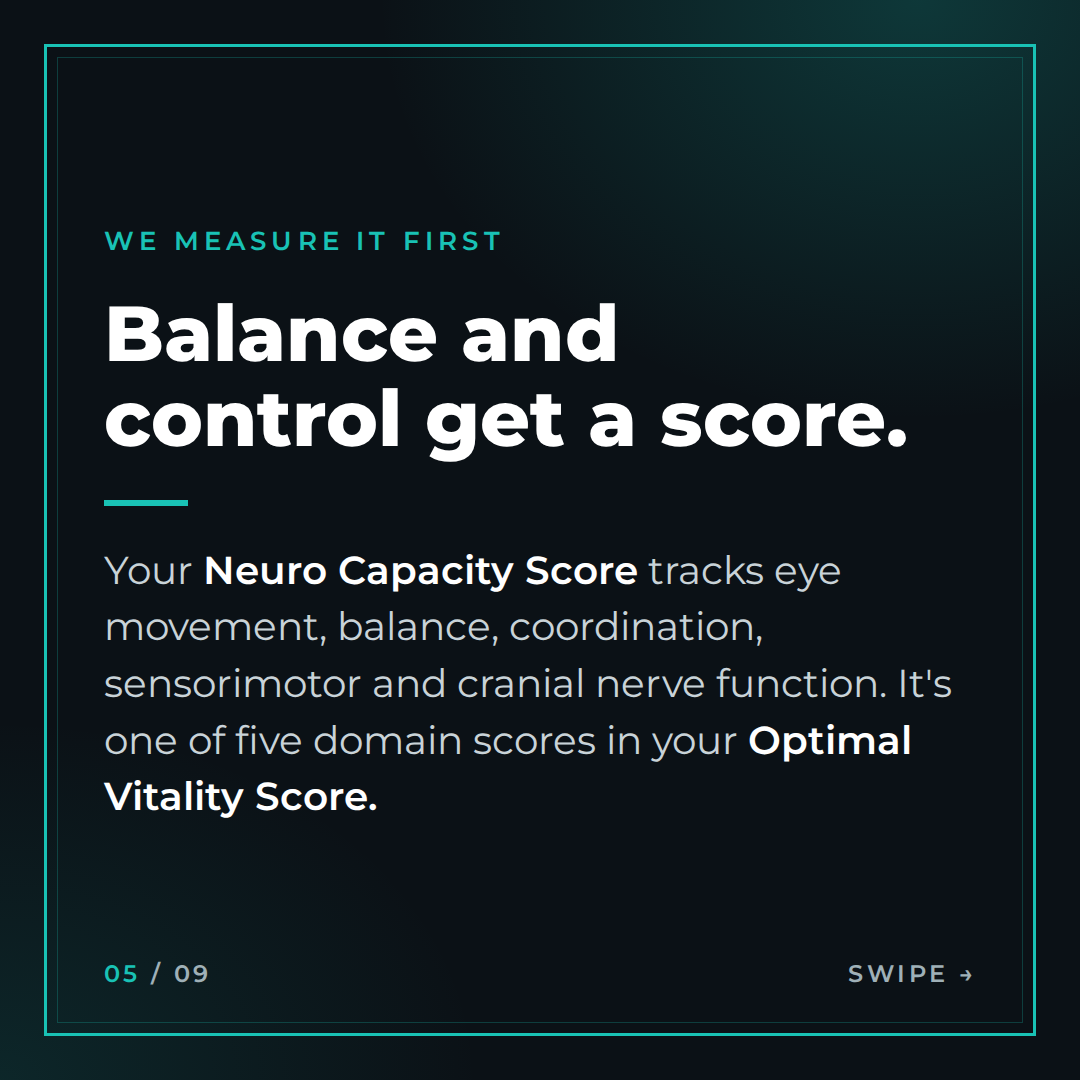 WE MEASURE IT FIRST
Balance and
control get a score.
Your Neuro Capacity Score tracks eye
movement, balance, coordination,
sensorimotor and cranial nerve function. It's
one of five domain scores in your Optimal
Vitality Score.
05 / 09
SWIPE →